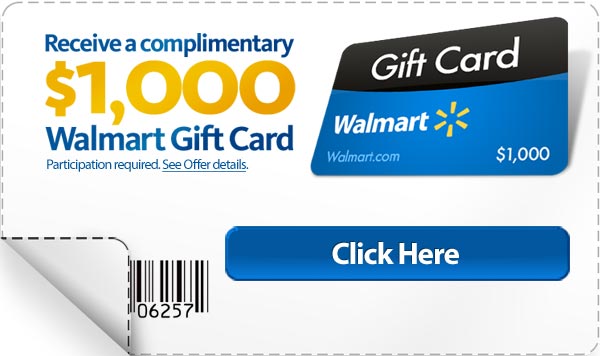 Receive a complimentary
$1,000
Walmart Gift Card
Participation required. See Offer details.
Gift Card
Walmart
Walmart.com
$1,000
Click Here
06257